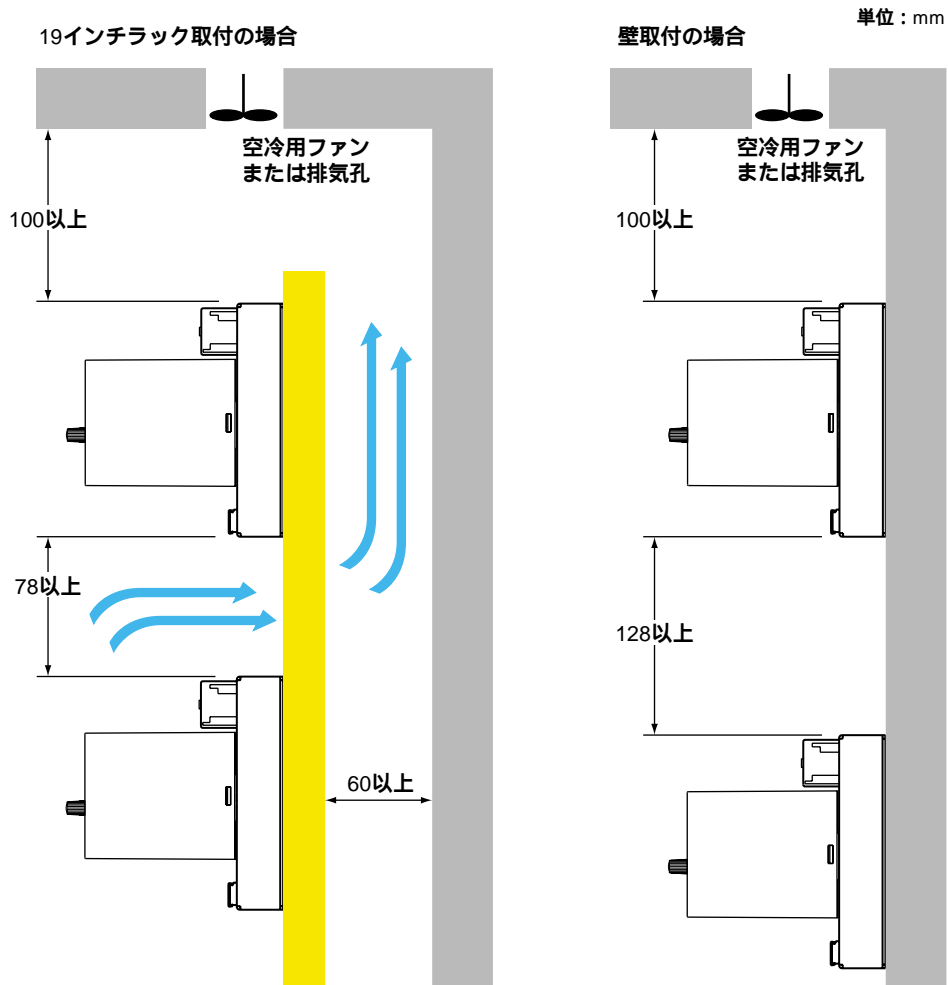 単位：mm
19インチラック取付の場合
空冷用ファン
または排気孔
100以上
78以上
60以上
壁取付の場合
空冷用ファン
または排気孔
100以上
128以上